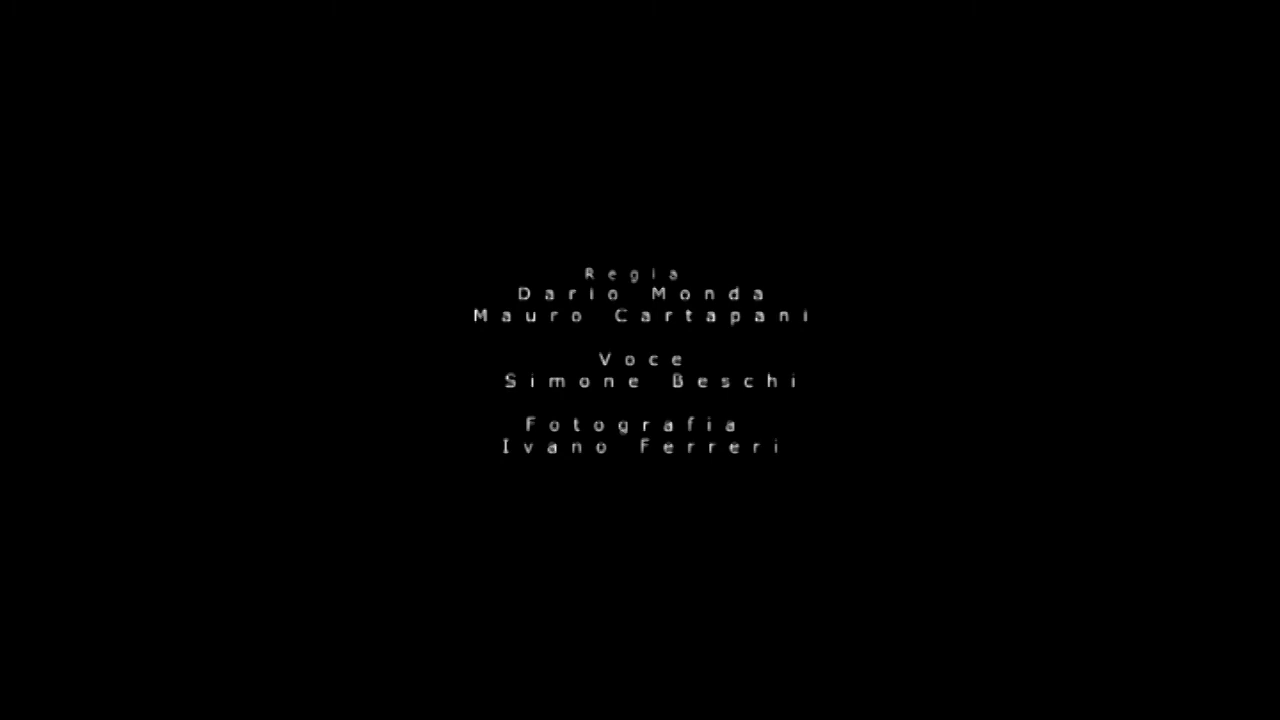 Regia
Dario Monda
Mauro Cartapani
Voce
Simone Beschi
Fotografia
Ivano Ferreri